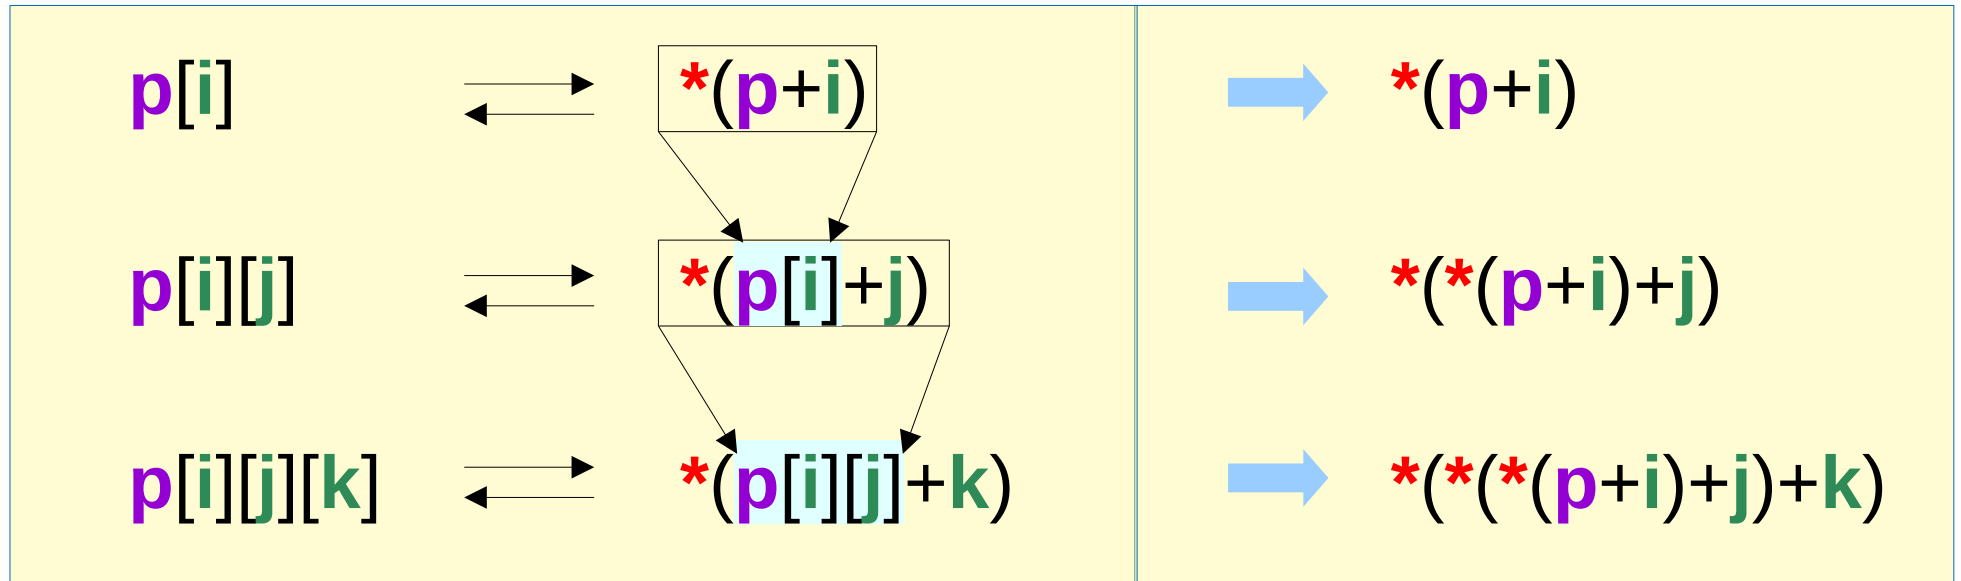 p[i] *(p+i) *(p+i)
p[i][j] *(p[i]+j) *(*(p+i)+j)
p[i][j][k] *(p[i][j]+k) *(*(*(p+i)+j)+k)